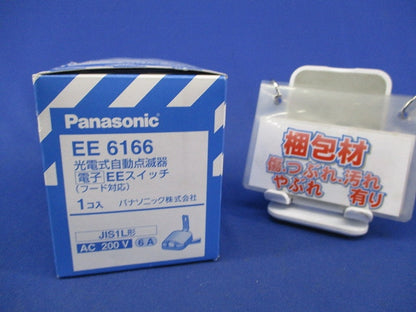 Panasonic
EE 6166
光電式自動点滅器
[電子] EEスイッチ
(フード対応)
1コ入 パナソニック株式会社
JIS1L形
AC 200 V 6 A
梱包材
傷つぶれ 汚れ
やぶれ 有り